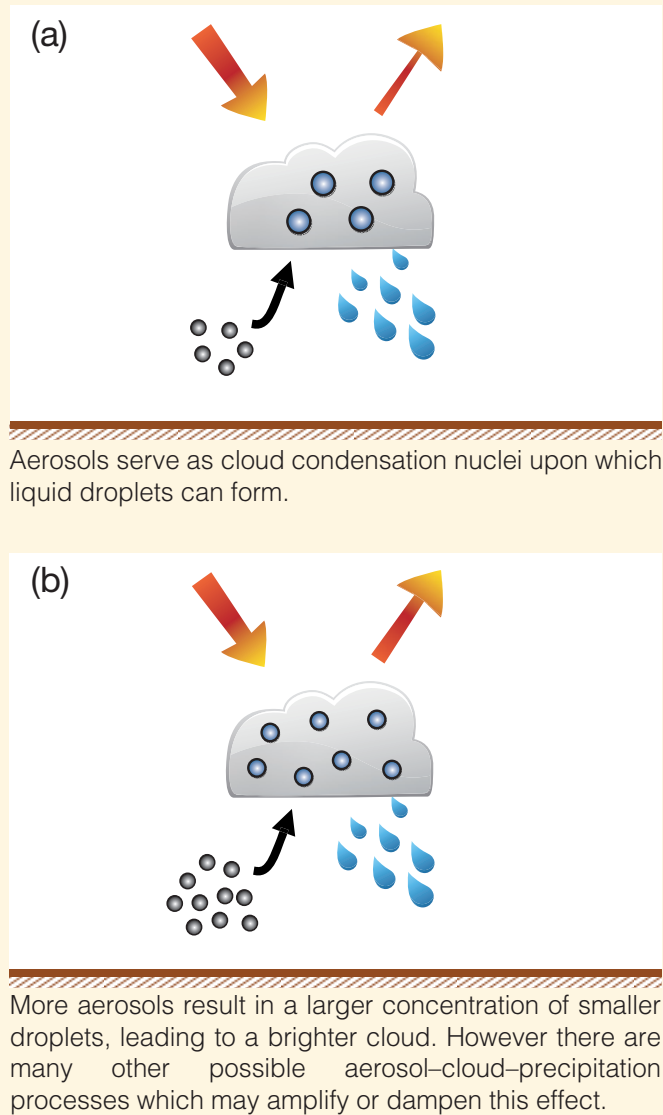 (a)
Aerosols serve as cloud condensation nuclei upon which
liquid droplets can form.
(b)
More aerosols result in a larger concentration of smaller
droplets, leading to a brighter cloud. However there are
many other possible aerosol–cloud–precipitation
processes which may amplify or dampen this effect.